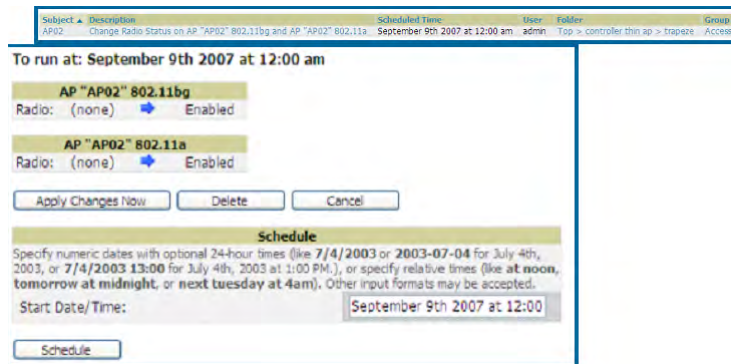 Subject ▲ Description Scheduled Time User Folder Group
AP02 Change Radio Status on AP "AP02" 802.11bg and AP "AP02" 802.11a September 9th 2007 at 12:00 am admin Top > controller thin ap > trapeze Access
To run at: September 9th 2007 at 12:00 am
AP "AP02" 802.11bg
Radio: (none) Enabled
AP "AP02" 802.11a
Radio: (none) Enabled
Apply Changes Now Delete Cancel
Schedule
Specify numeric dates with optional 24-hour times (like 7/4/2003 or 2003-07-04 for July 4th,
2003, or 7/4/2003 13:00 for July 4th, 2003 at 1:00 PM.), or specify relative times (like at noon,
tomorrow at midnight, or next tuesday at 4am). Other input formats may be accepted.
Start Date/Time: September 9th 2007 at 12:00
Schedule